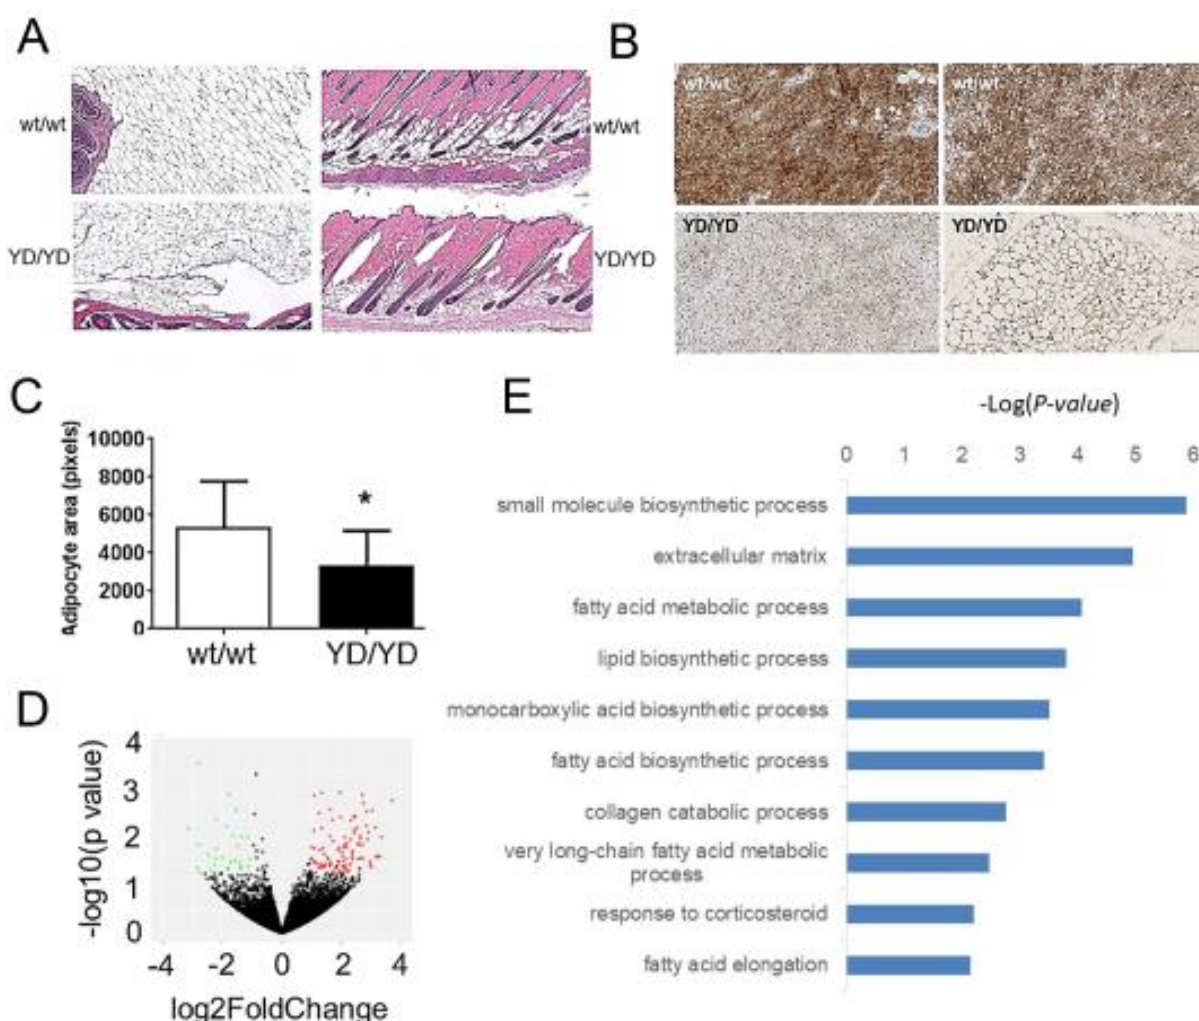 A
wt/wt
wt/wt
YD/YD
YD/YD
B
wt/wt
wt/wt
YD/YD
YD/YD
C
Adipocyte area (pixels)
10000
8000
6000
4000
2000
0
*
wt/wt
YD/YD
D
-log10(p value)
4
3
2
1
0
-4
-2
0
2
4
log2FoldChange
E
-Log(P-value)
0
1
2
3
4
5
6
small molecule biosynthetic process
extracellular matrix
fatty acid metabolic process
lipid biosynthetic process
monocarboxylic acid biosynthetic process
fatty acid biosynthetic process
collagen catabolic process
very long-chain fatty acid metabolic
process
response to corticosteroid
fatty acid elongation